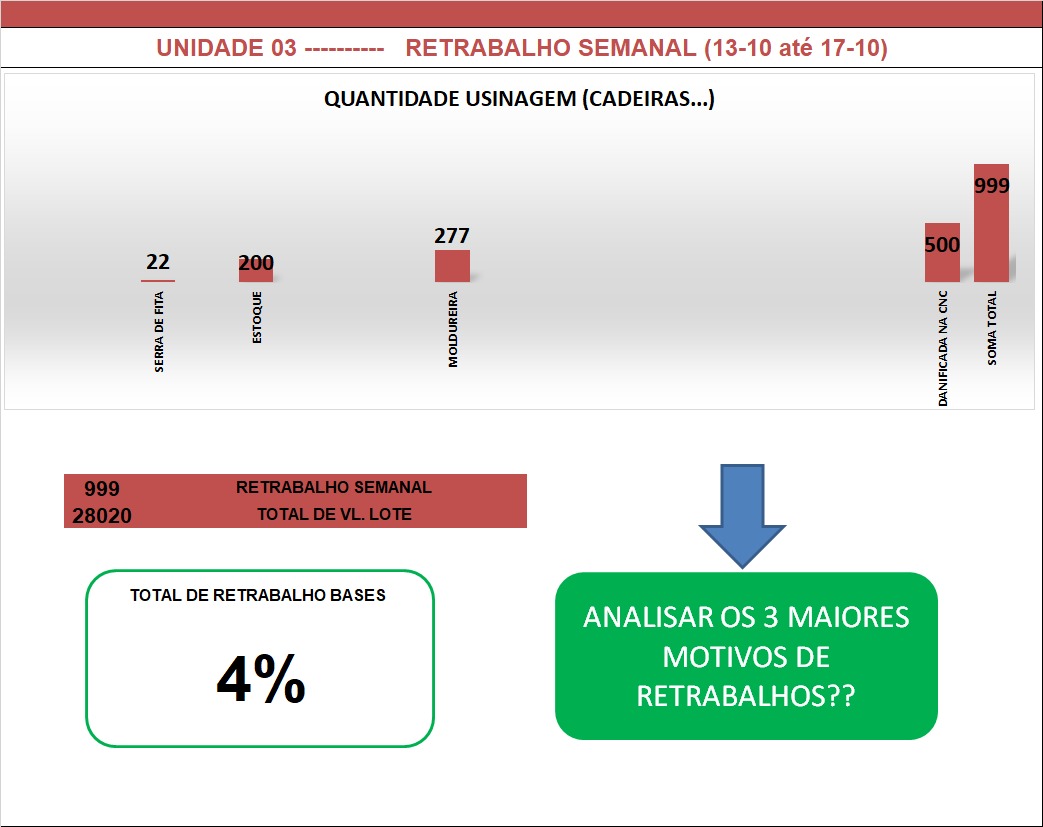 UNIDADE 03 ---------- RETRABALHO SEMANAL (13-10 até 17-10)
QUANTIDADE USINAGEM (CADEIRAS...)
22
200
277
500
999
SERRA DE FITA
ESTOQUE
MOLDUREIRA
DANIFICADA NA CNC
SOMA TOTAL
999 RETRABALHO SEMANAL
28020 TOTAL DE VL. LOTE
TOTAL DE RETRABALHO BASES
4%
ANALISAR OS 3 MAIORES
MOTIVOS DE
RETRABALHOS??